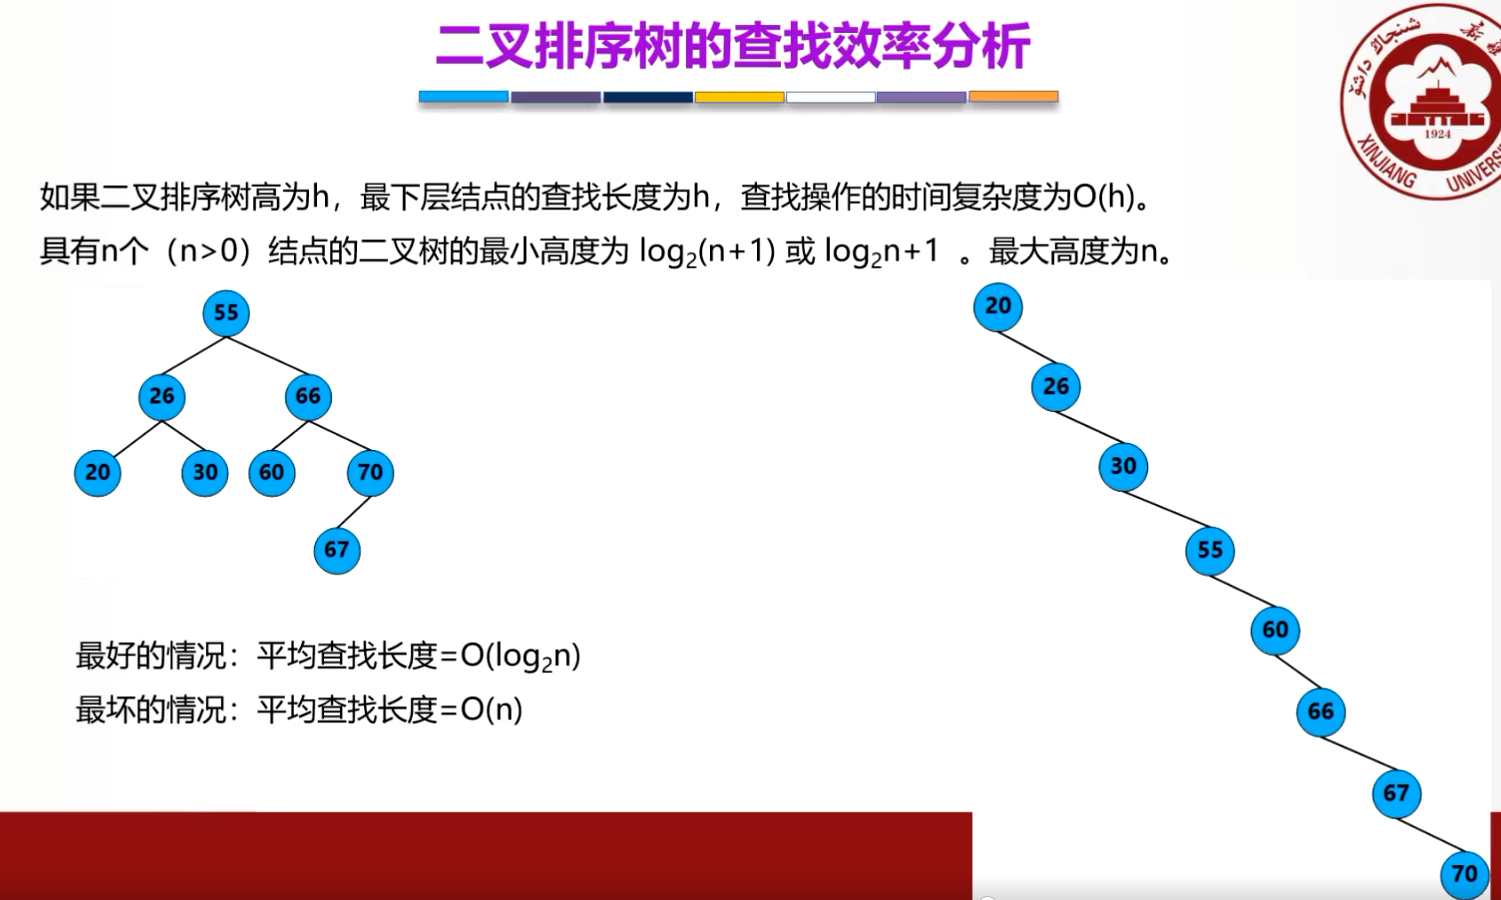 二叉排序树的查找效率分析
1924
XINJIANG
如果二叉排序树高为h，最下层结点的查找长度为h，查找操作的时间复杂度为O(h)。
具有n个（n>0）结点的二叉树的最小高度为 log₂(n+1) 或 log₂n+1 。最大高度为n。
55
26 66
20 30 60 70
67
20
26
30
55
60
66
67
70
最好的情况：平均查找长度=O(log₂n)
最坏的情况：平均查找长度=O(n)